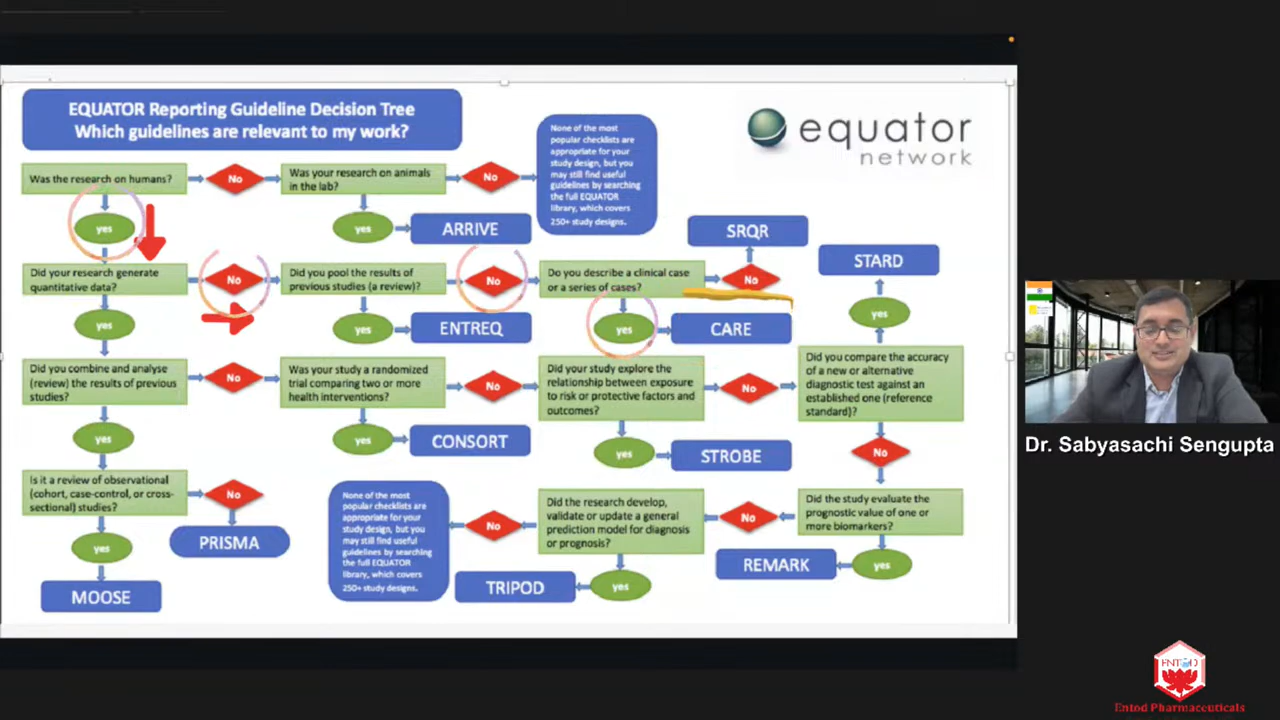 EQUATOR Reporting Guideline Decision Tree
Which guidelines are relevant to my work?
equator
network
Was the research on humans?
No
Was your research on animals
in the lab?
No
None of the most
popular checklists are
appropriate for your
study design, but you
may still find useful
guidelines by searching
the full EQUATOR
library, which covers
250+ study designs.
yes
yes
ARRIVE
SRQR
STARD
Did your research generate
quantitative data?
No
Did you pool the results of
previous studies (a review)?
No
Do you describe a clinical case
or a series of cases?
No
yes
yes
ENTREQ
yes
CARE
yes
Did you combine and analyse
(review) the results of previous
studies?
No
Was your study a randomized
trial comparing two or more
health interventions?
No
Did your study explore the
relationship between exposure
to risk or protective factors and
outcomes?
No
Did you compare the accuracy
of a new or alternative
diagnostic test against an
established one (reference
standard)?
yes
yes
CONSORT
yes
STROBE
No
Is it a review of observational
(cohort, case-control, or cross-
sectional) studies?
No
PRISMA
None of the most
popular checklists are
appropriate for your
study design, but you
may still find useful
guidelines by searching
the full EQUATOR
library, which covers
250+ study designs.
No
Did the research develop,
validate or update a general
prediction model for diagnosis
or prognosis?
No
Did the study evaluate the
prognostic value of one or
more biomarkers?
yes
MOOSE
TRIPOD
yes
REMARK
yes
Dr. Sabyasachi Sengupta
ENTOD
Entod Pharmaceuticals